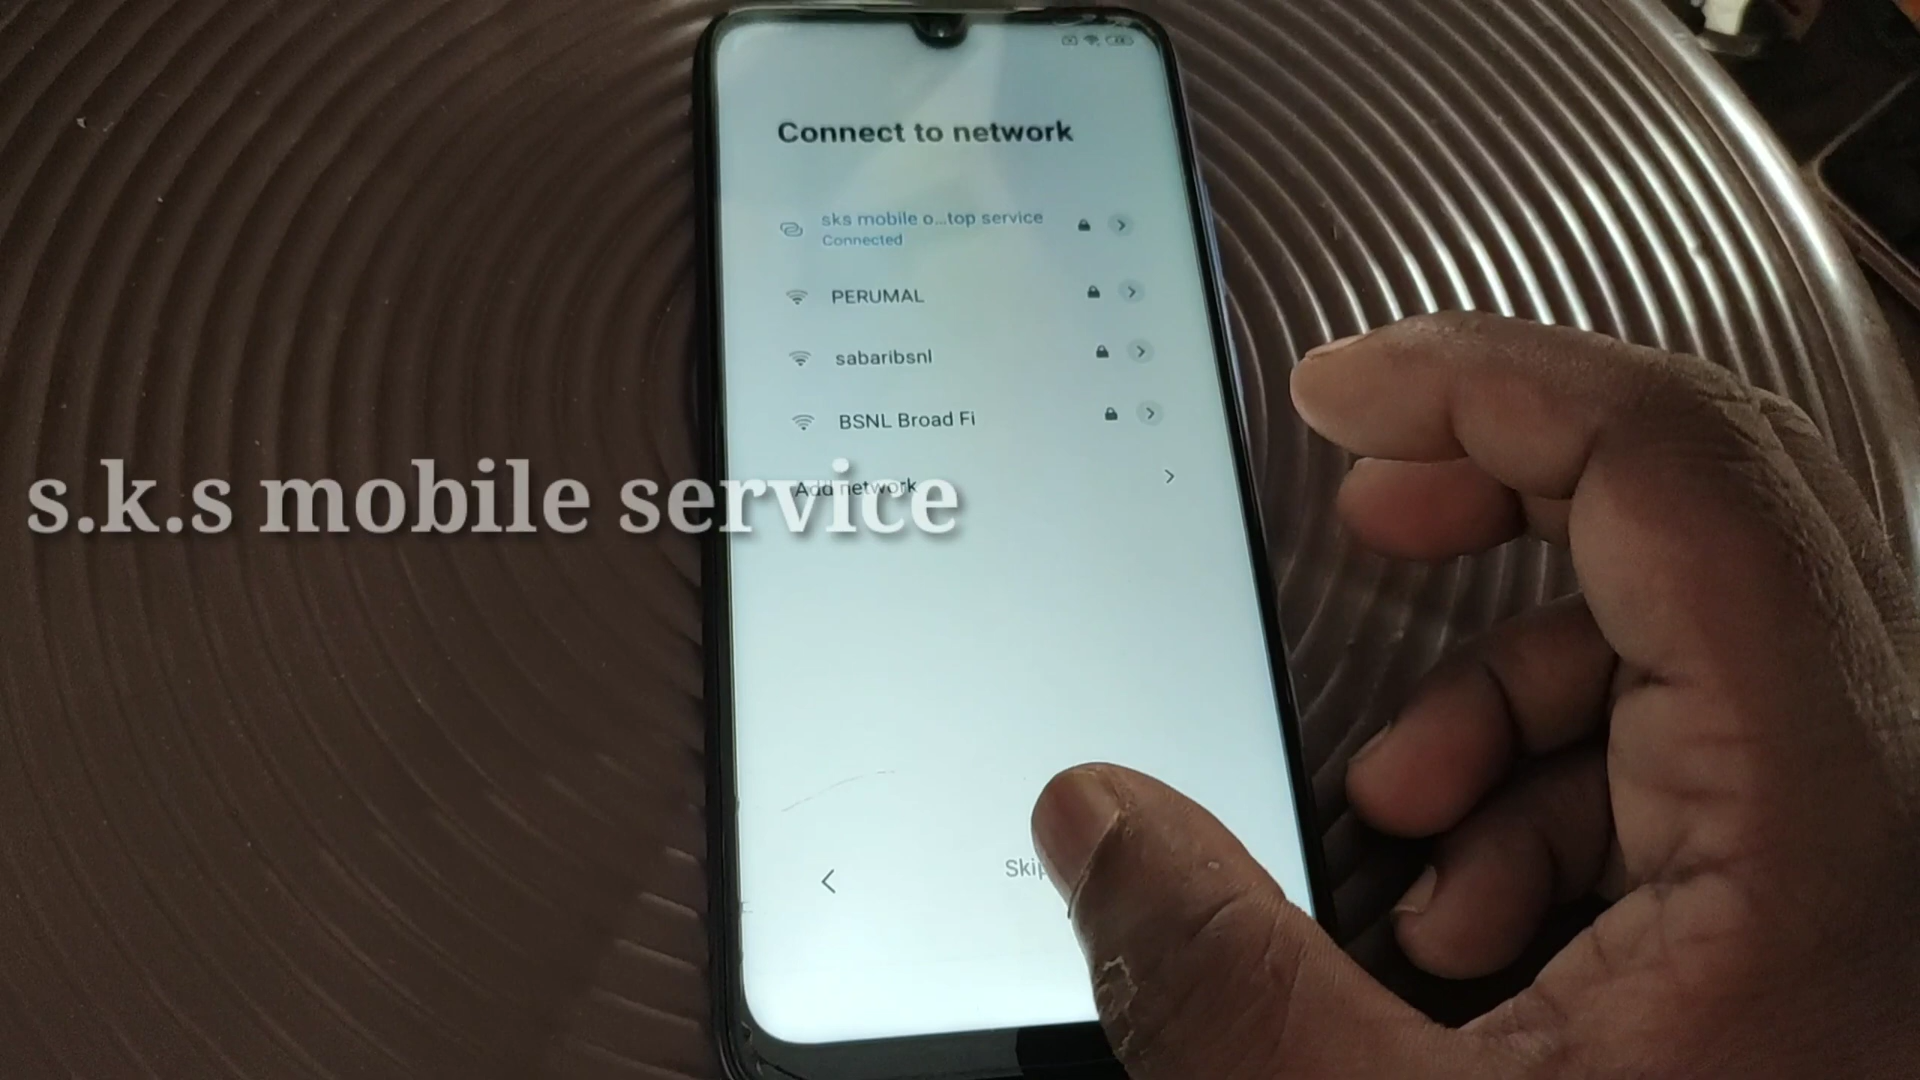 Connect to network
sks mobile o...top service
Connected
PERUMAL
sabaribsnl
BSNL Broad Fi
Add network
s.k.s mobile service
Skip